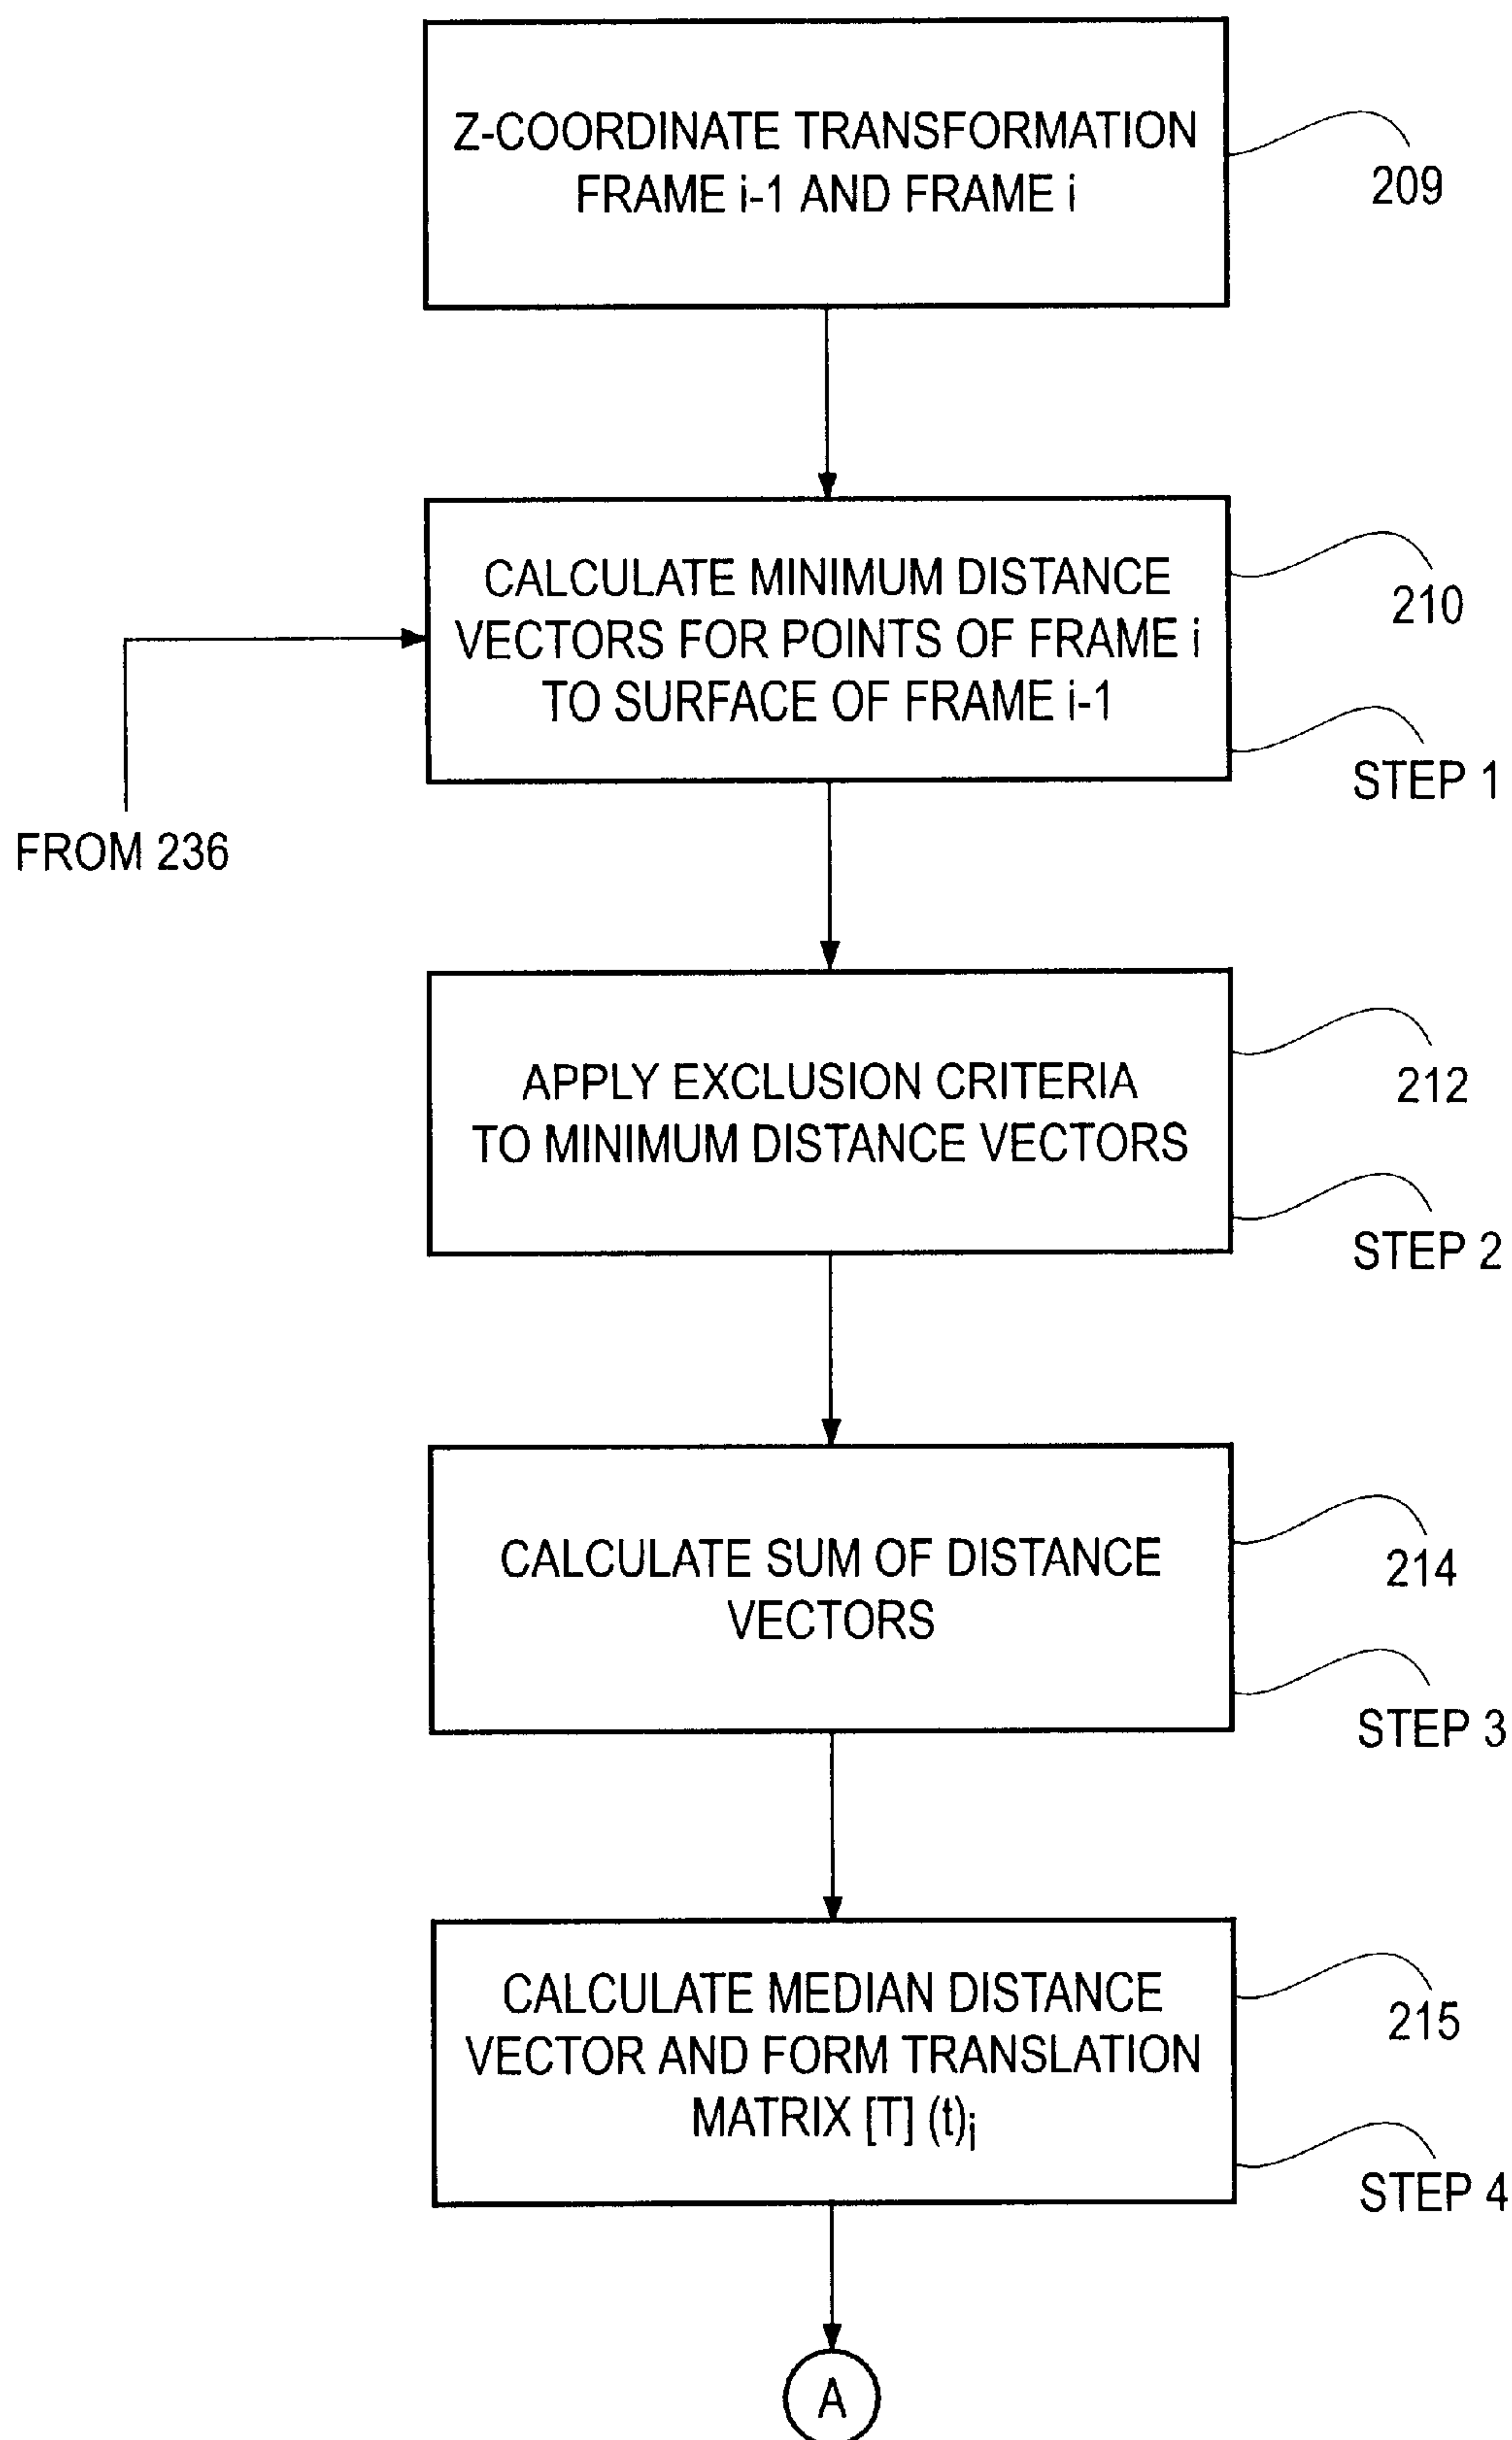 Z-COORDINATE TRANSFORMATION
FRAME i-1 AND FRAME i
209
CALCULATE MINIMUM DISTANCE
VECTORS FOR POINTS OF FRAME i
TO SURFACE OF FRAME i-1
210
STEP 1
FROM 236
APPLY EXCLUSION CRITERIA
TO MINIMUM DISTANCE VECTORS
212
STEP 2
CALCULATE SUM OF DISTANCE
VECTORS
214
STEP 3
CALCULATE MEDIAN DISTANCE
VECTOR AND FORM TRANSLATION
MATRIX [T] (t)i
215
STEP 4
A